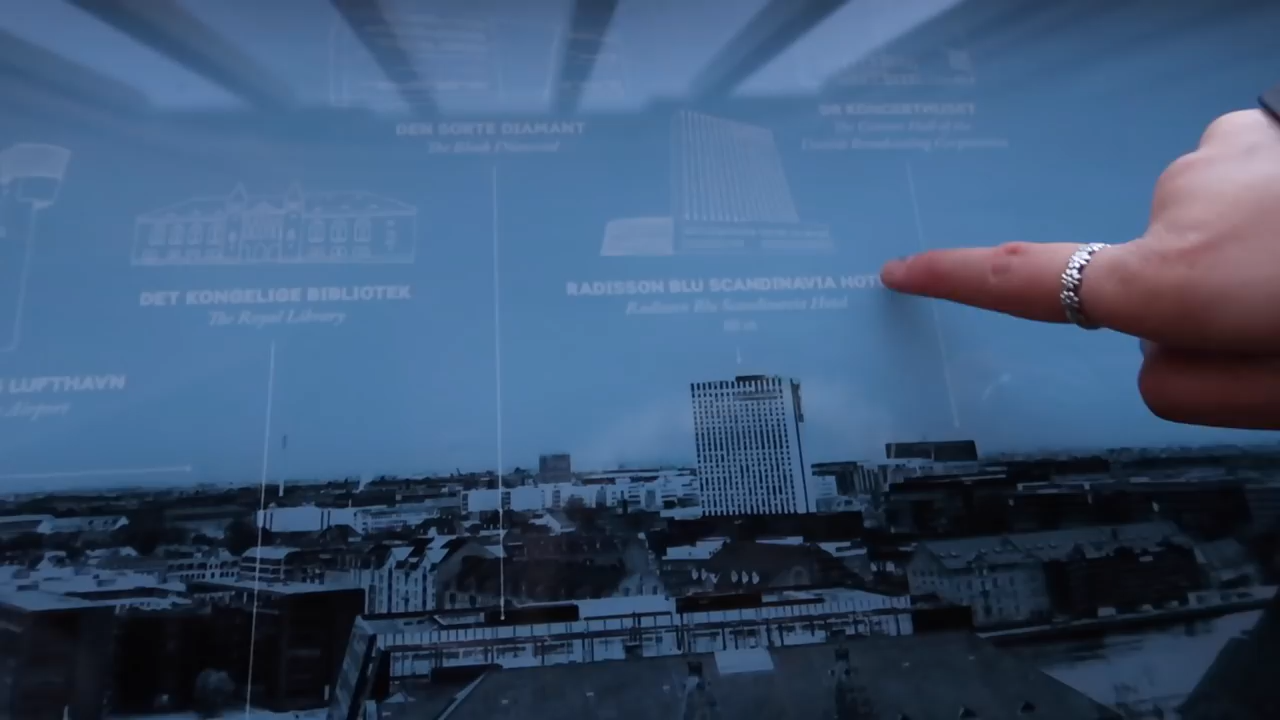 DEN SORTE DIAMANT
The Black Diamond
DR KONCERTHUSET
The Concert Hall of the
Danish Broadcasting Corporation
DET KONGELIGE BIBLIOTEK
The Royal Library
RADISSON BLU SCANDINAVIA HOT
Radisson Blu Scandinavia Hotel
LUFTHAVN
Airport